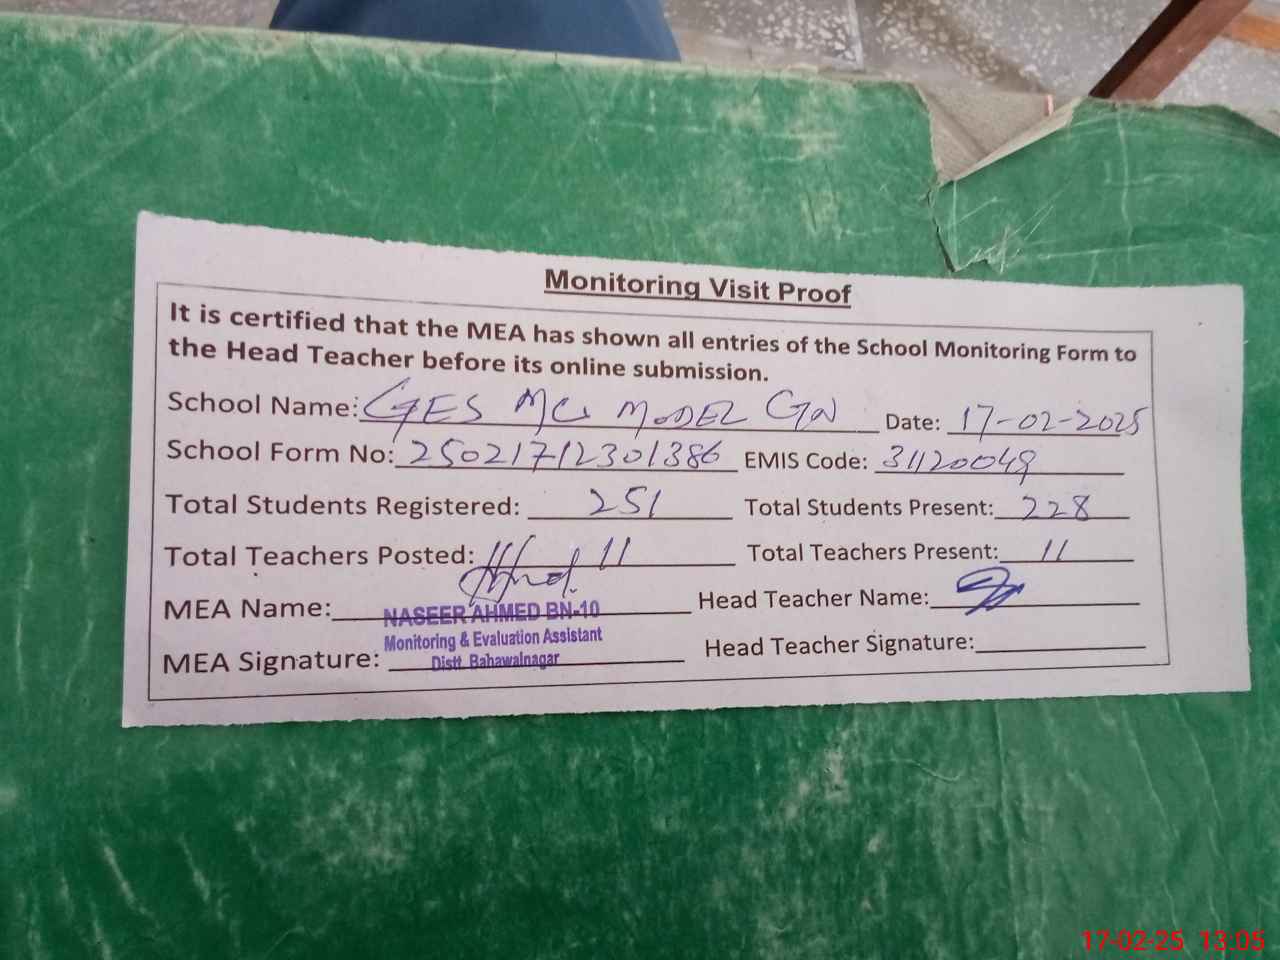 Monitoring Visit Proof
It is certified that the MEA has shown all entries of the School Monitoring Form to
the Head Teacher before its online submission.
School Name: GES MC MODEL Date: 17-02-2025
School Form No: 25021712301386 EMIS Code: 31120049
Total Students Registered: 251 Total Students Present: 228
Total Teachers Posted: 11 Total Teachers Present: 11
MEA Name: NASEER AHMED BN-10 Head Teacher Name:
Monitoring & Evaluation Assistant
MEA Signature: Distt. Bahawalnagar Head Teacher Signature:
17-02-25 13:05